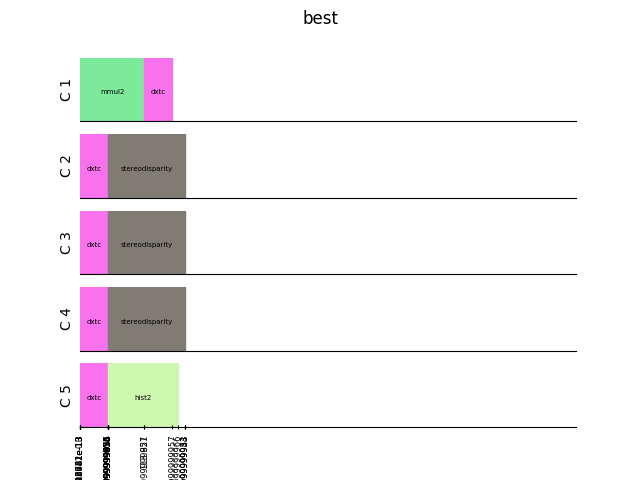 best
C 1
mmul2
dxtc
C 2
dxtc
stereodisparity
C 3
dxtc
stereodisparity
C 4
dxtc
stereodisparity
C 5
dxtc
hist2